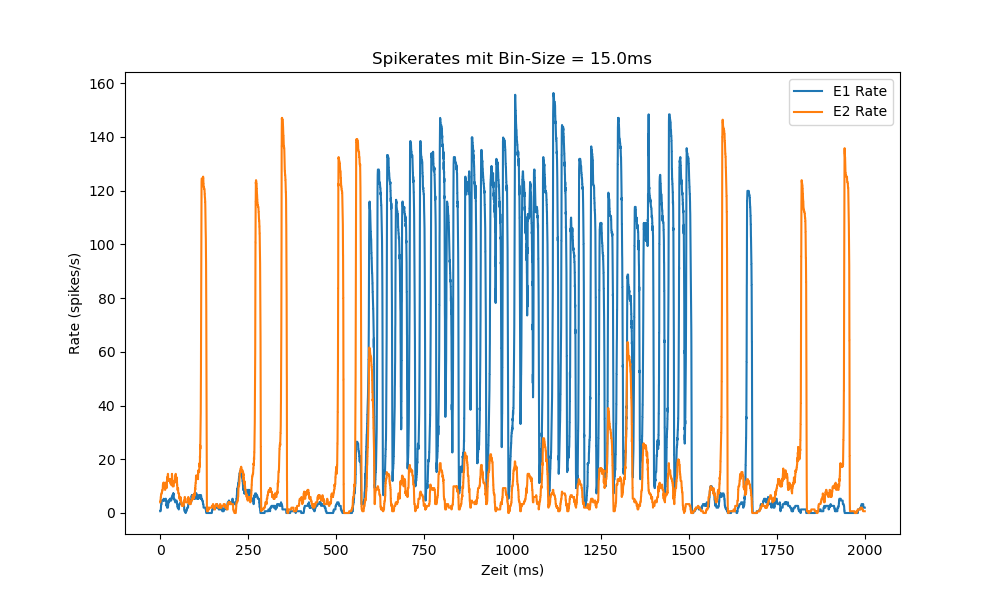 Spikerates mit Bin-Size = 15.0ms
E1 Rate
E2 Rate
160
140
120
100
80
60
40
20
0
Rate (spikes/s)
0 250 500 750 1000 1250 1500 1750 2000
Zeit (ms)